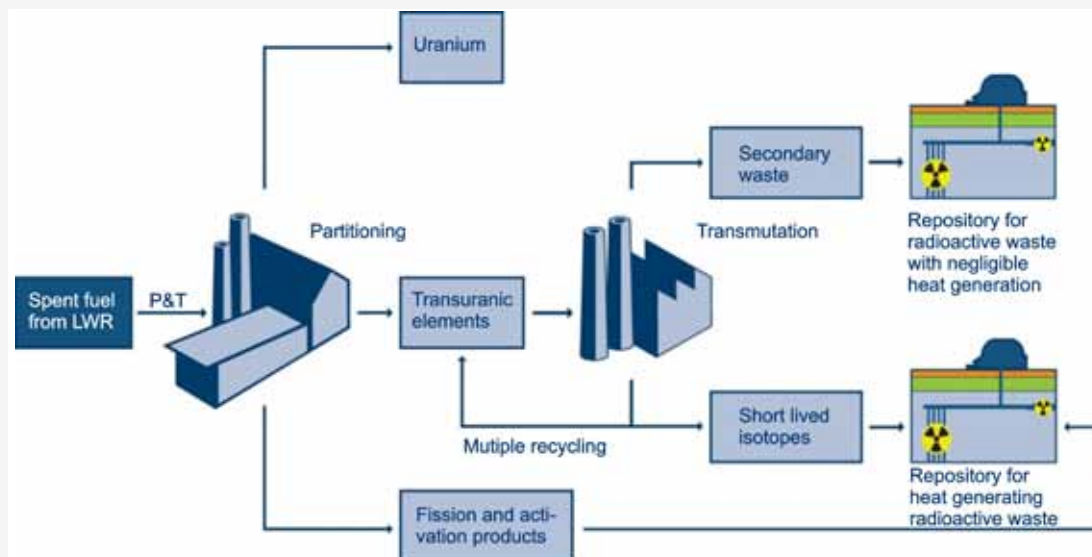 Uranium
Partitioning
Spent fuel
from LWR
P&T
Transuranic
elements
Transmutation
Secondary
waste
Repository for
radioactive waste
with negligible
heat generation
Mutiple recycling
Short lived
isotopes
Repository for
heat generating
radioactive waste
Fission and acti-
vation products